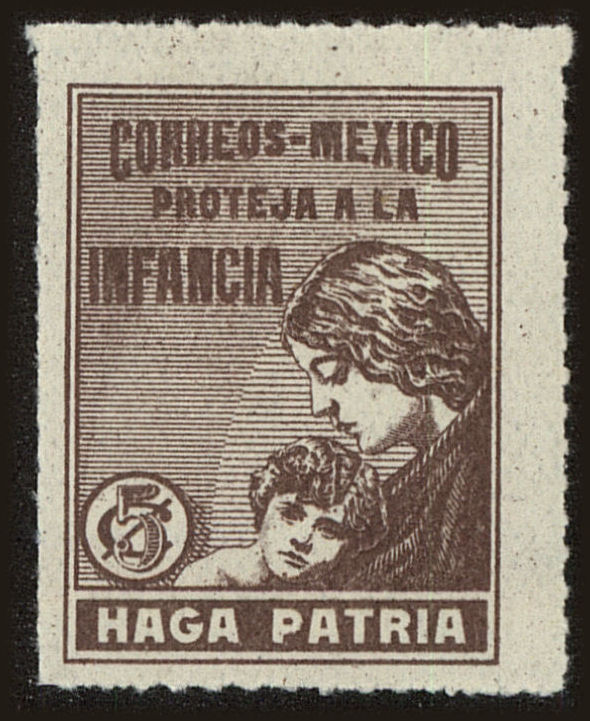 CORREOS-MEXICO
PROTEJA A LA
INFANCIA
5¢
HAGA PATRIA